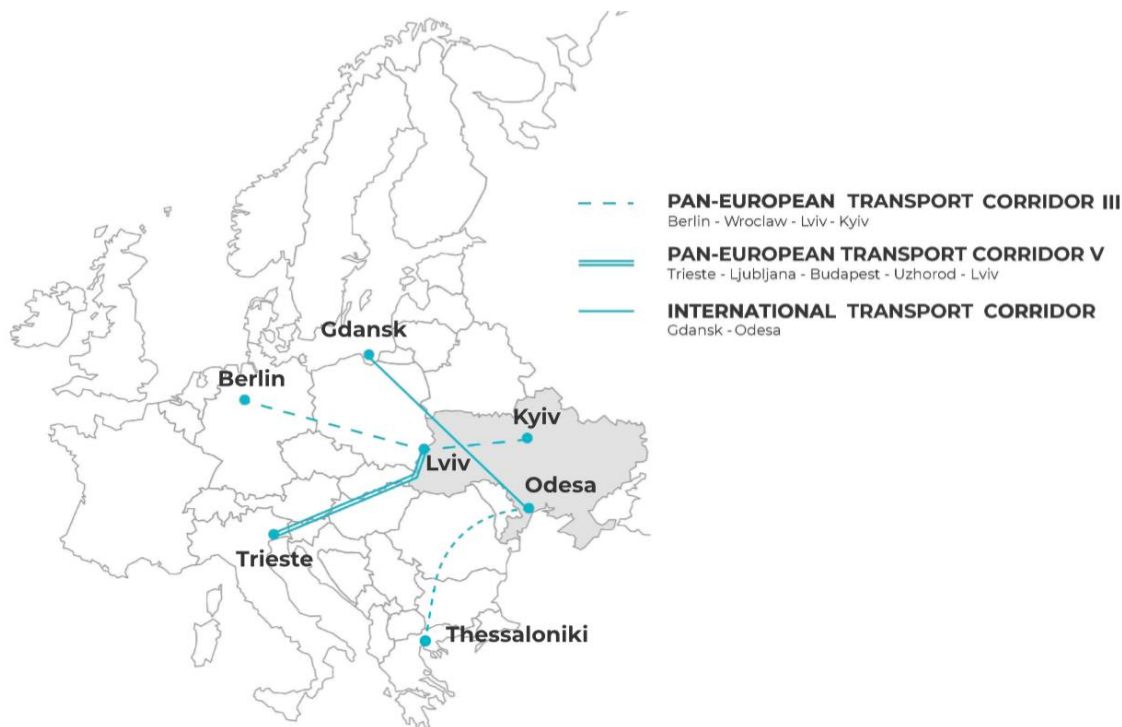 PAN-EUROPEAN TRANSPORT CORRIDOR III
Berlin - Wroclaw - Lviv - Kyiv
PAN-EUROPEAN TRANSPORT CORRIDOR V
Trieste - Ljubljana - Budapest - Uzhorod - Lviv
INTERNATIONAL TRANSPORT CORRIDOR
Gdansk - Odesa
Gdansk
Berlin
Kyiv
Lviv
Odesa
Trieste
Thessaloniki